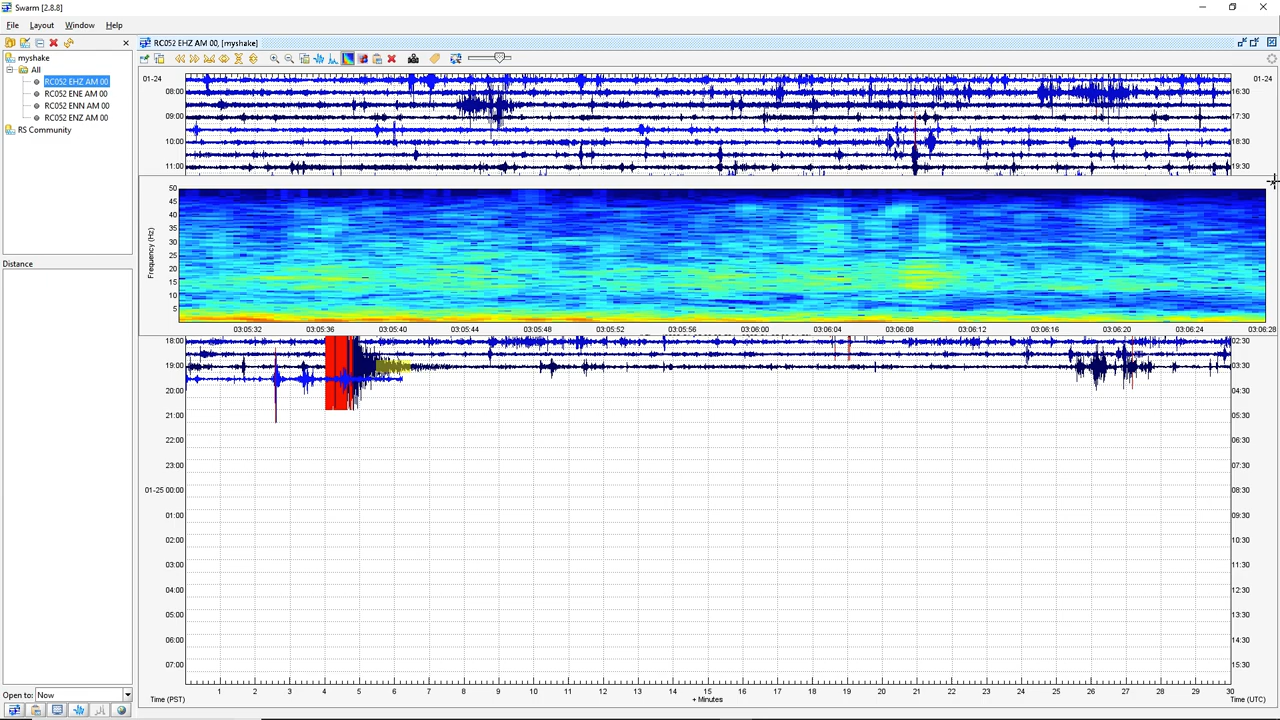 Swarm [2.8.8]
File Layout Window Help
RC052 EHZ AM 00, [myshake]
myshake
All
RC052 EHZ AM 00
RC052 ENE AM 00
RC052 ENN AM 00
RC052 ENZ AM 00
RS Community
Distance
Open to: Now
01-24 01-24
08:00 16:30
09:00 17:30
10:00 18:30
11:00 19:30
Frequency (Hz)
50
45
40
35
30
25
20
15
10
5
03:05:32 03:05:36 03:05:40 03:05:44 03:05:48 03:05:52 03:05:56 03:06:00 03:06:04 03:06:08 03:06:12 03:06:16 03:06:20 03:06:24 03:06:28
18:00 02:30
19:00 03:30
20:00 04:30
21:00 05:30
22:00 06:30
23:00 07:30
01-25 00:00 08:30
01:00 09:30
02:00 10:30
03:00 11:30
04:00 12:30
05:00 13:30
06:00 14:30
07:00 15:30
1 2 3 4 5 6 7 8 9 10 11 12 13 14 15 16 17 18 19 20 21 22 23 24 25 26 27 28 29 30
Time (PST) + Minutes Time (UTC)